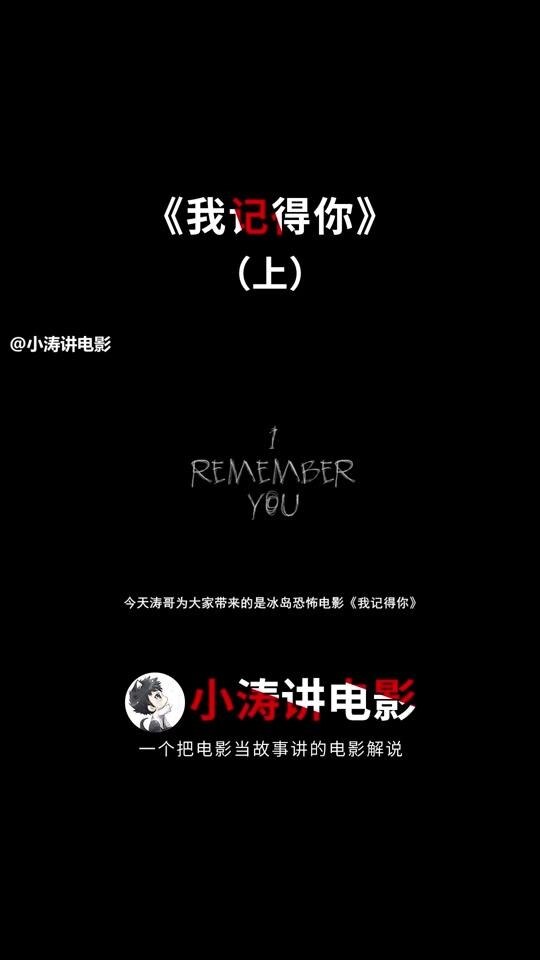 《我记得你》
（上）
@小涛讲电影
I
REMEMBER
YOU
今天涛哥为大家带来的是冰岛恐怖电影《我记得你》
小涛讲电影
一个把电影当故事讲的电影解说